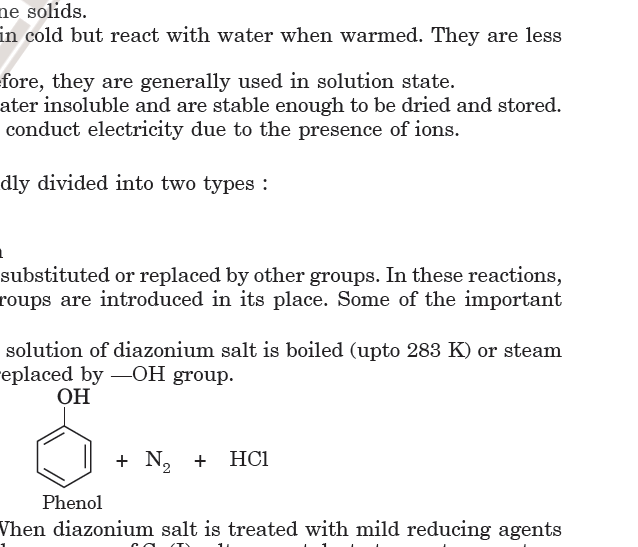 ne solids.
in cold but react with water when warmed. They are less
efore, they are generally used in solution state.
ater insoluble and are stable enough to be dried and stored.
conduct electricity due to the presence of ions.
dly divided into two types :
substituted or replaced by other groups. In these reactions,
roups are introduced in its place. Some of the important
solution of diazonium salt is boiled (upto 283 K) or steam
replaced by —OH group.
OH
+ N₂ + HCl
Phenol
When diazonium salt is treated with mild reducing agents